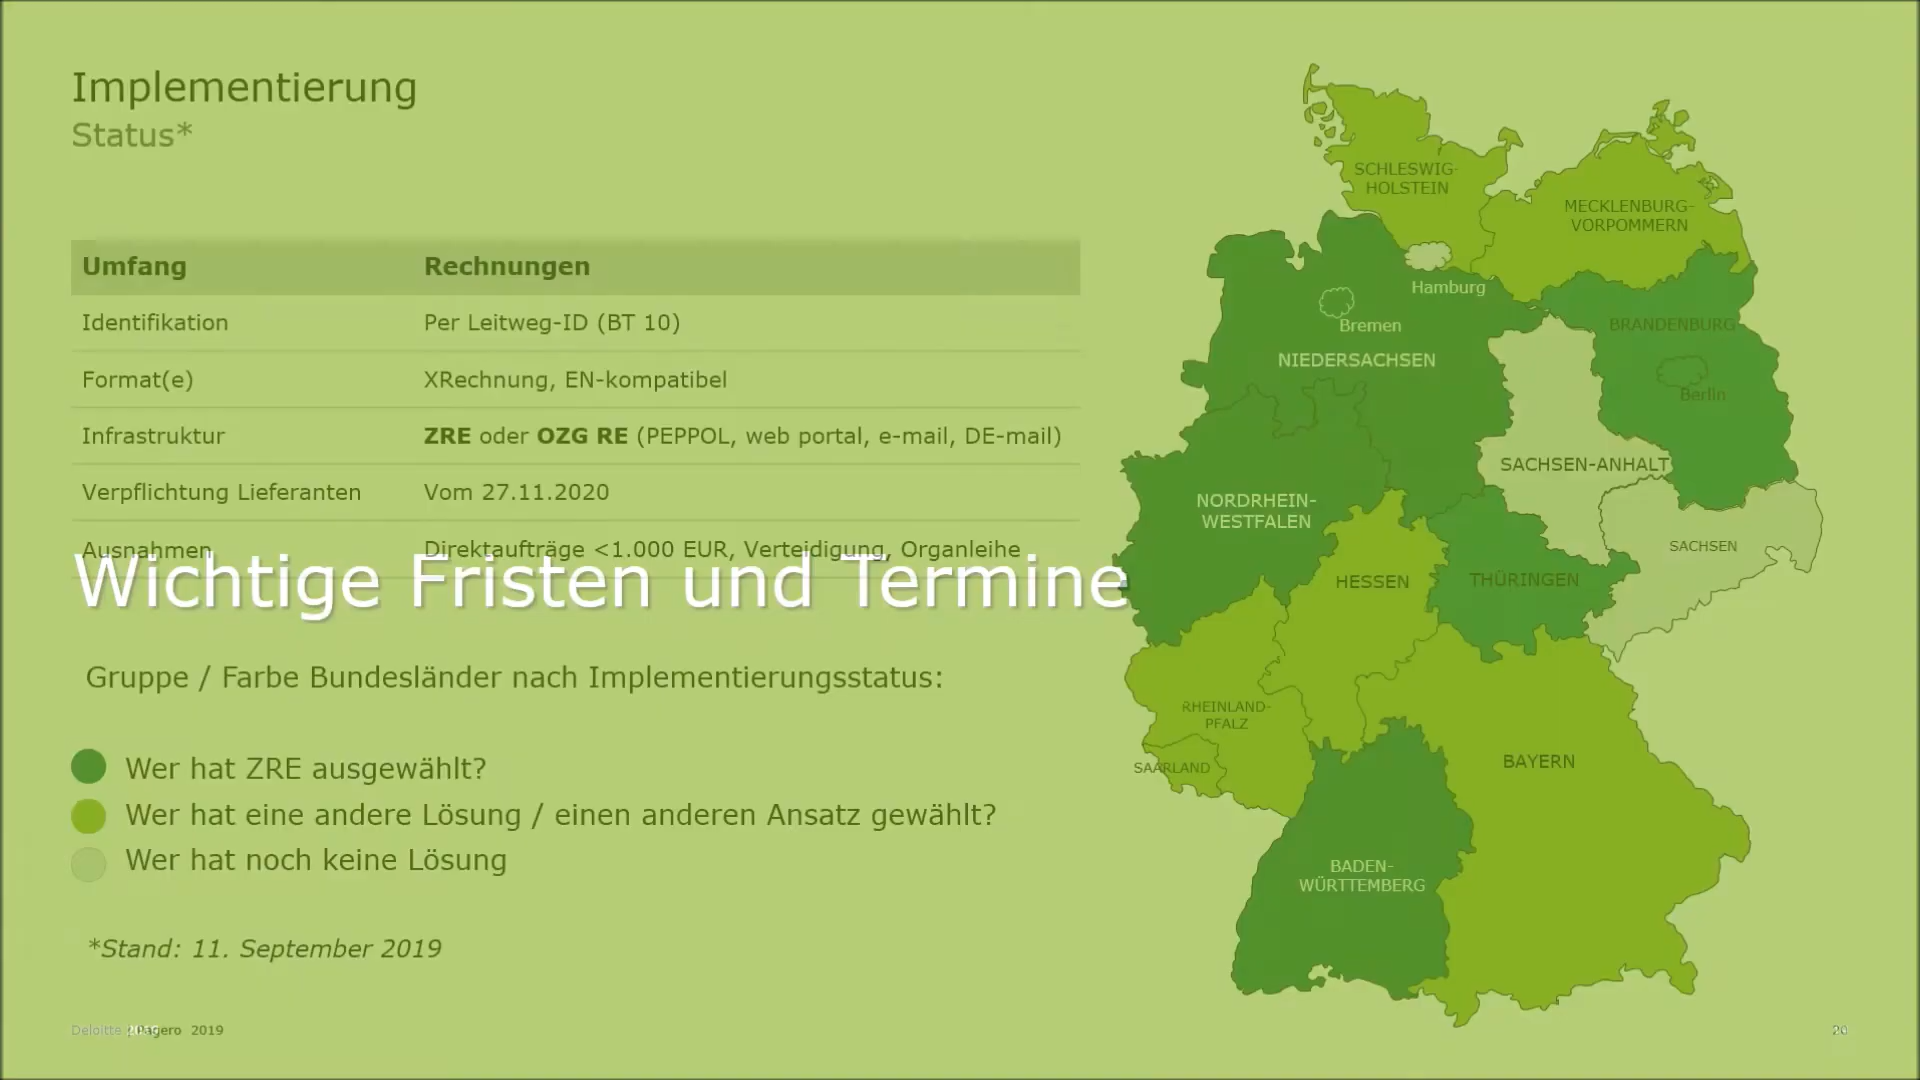 Implementierung
Status*
Umfang Rechnungen
Identifikation Per Leitweg-ID (BT 10)
Format(e) XRechnung, EN-kompatibel
Infrastruktur ZRE oder OZG RE (PEPPOL, web portal, e-mail, DE-mail)
Verpflichtung Lieferanten Vom 27.11.2020
Ausnahmen Direktaufträge <1.000 EUR, Verteidigung, Organleihe
Wichtige Fristen und Termine
Gruppe / Farbe Bundesländer nach Implementierungsstatus:
Wer hat ZRE ausgewählt?
Wer hat eine andere Lösung / einen anderen Ansatz gewählt?
Wer hat noch keine Lösung
*Stand: 11. September 2019
SCHLESWIG-
HOLSTEIN
MECKLENBURG-
VORPOMMERN
Hamburg
Bremen
NIEDERSACHSEN
BRANDENBURG
Berlin
SACHSEN-ANHALT
NORDRHEIN-
WESTFALEN
SACHSEN
HESSEN
THÜRINGEN
RHEINLAND-
PFALZ
SAARLAND
BAYERN
BADEN-
WÜRTTEMBERG
Deloitte Pagero 2019